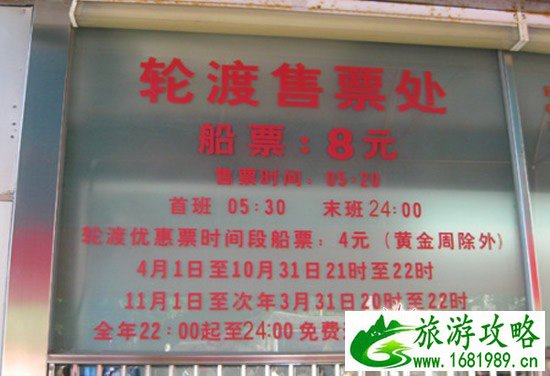 轮渡售票处
船票：8元
售票时间：05:20
首班 05:30 末班 24:00
轮渡优惠票时间段船票：4元（黄金周除外）
4月1日至10月31日21时至22时
11月1日至次年3月31日20时至22时
全年22:00起至24:00免费
旅游攻略
www.1681989.cn